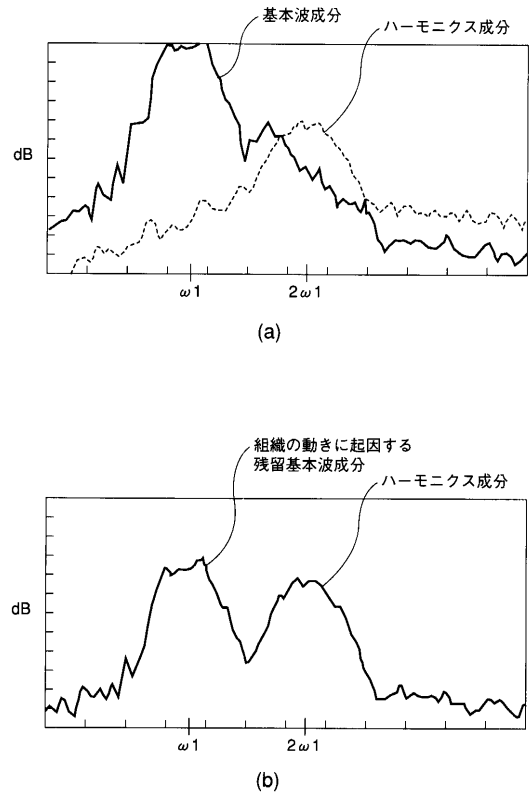 基本波成分
ハーモニクス成分
dB
ω1
2ω1
(a)
組織の動きに起因する
残留基本波成分
ハーモニクス成分
dB
ω1
2ω1
(b)